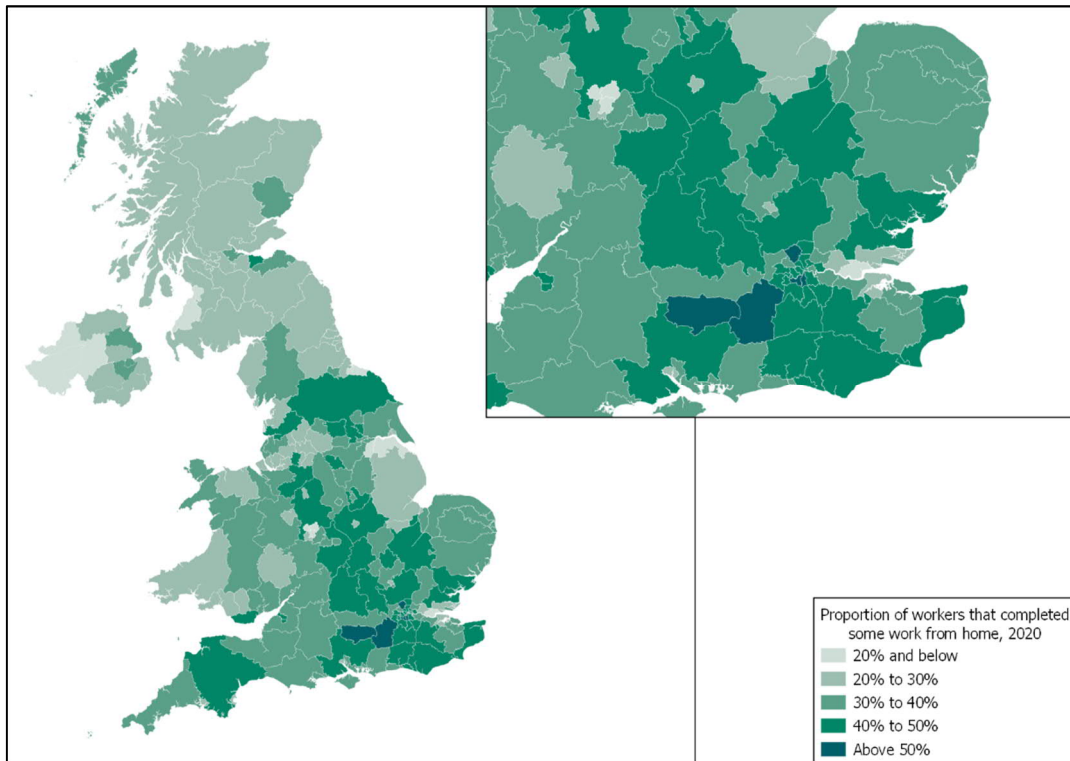 Proportion of workers that completed
some work from home, 2020
20% and below
20% to 30%
30% to 40%
40% to 50%
Above 50%